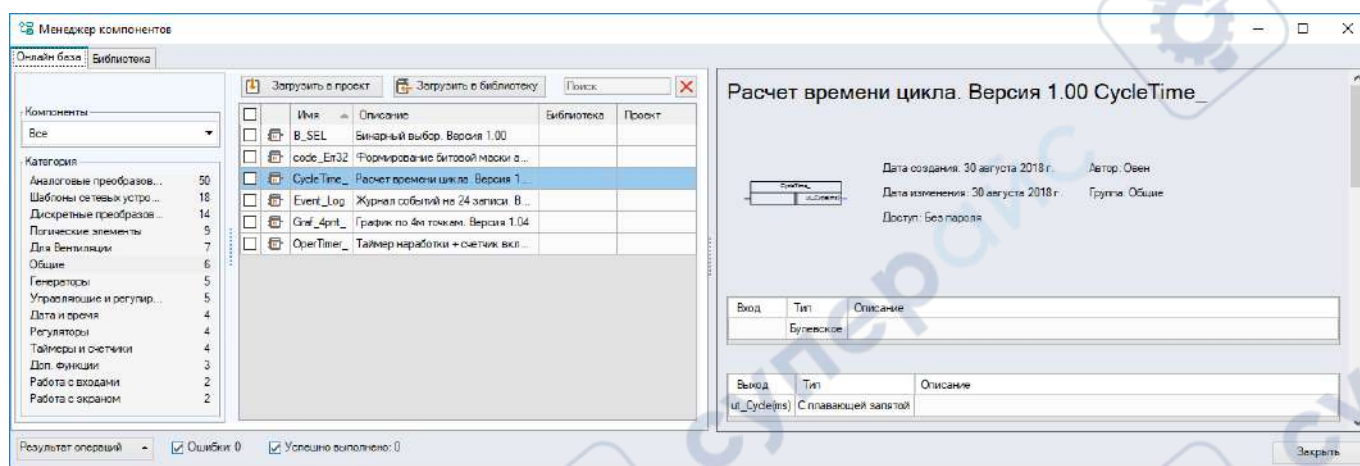 Менеджер компонентов
Онлайн база Библиотека
Загрузить в проект Загрузить в библиотеку Поиск
Компоненты
Все
Категория
Аналоговые преобразов... 50
Шаблоны сетевых устро... 18
Дискретные преобразов... 14
Логические элементы 9
Для Вентиляции 7
Общие 6
Генераторы 5
Управляющие и регулир... 5
Дата и время 4
Регуляторы 4
Таймеры и счетчики 4
Доп. функции 3
Работа с входами 2
Работа с экраном 2
Имя Описание Библиотека Проект
B_SEL Бинарный выбор. Версия 1.00
code_Err32 Формирование битовой маски а...
CycleTime_ Расчет времени цикла. Версия 1....
Event_Log Журнал событий на 24 записи. В...
Graf_4pnt_ График по 4м точкам. Версия 1.04
OperTimer_ Таймер наработки + счетчик вкл...
Расчет времени цикла. Версия 1.00 CycleTime_
CycleTime_
Дата создания: 30 августа 2018 г. Автор: Овен
Дата изменения: 30 августа 2018 г. Группа: Общие
Доступ: Без пароля
Вход Тип Описание
Булевское
Выход Тип Описание
ut_Cycle(ms) С плавающей запятой
Результат операций Ошибки: 0 Успешно выполнено: 0
Закрыть
суперайс